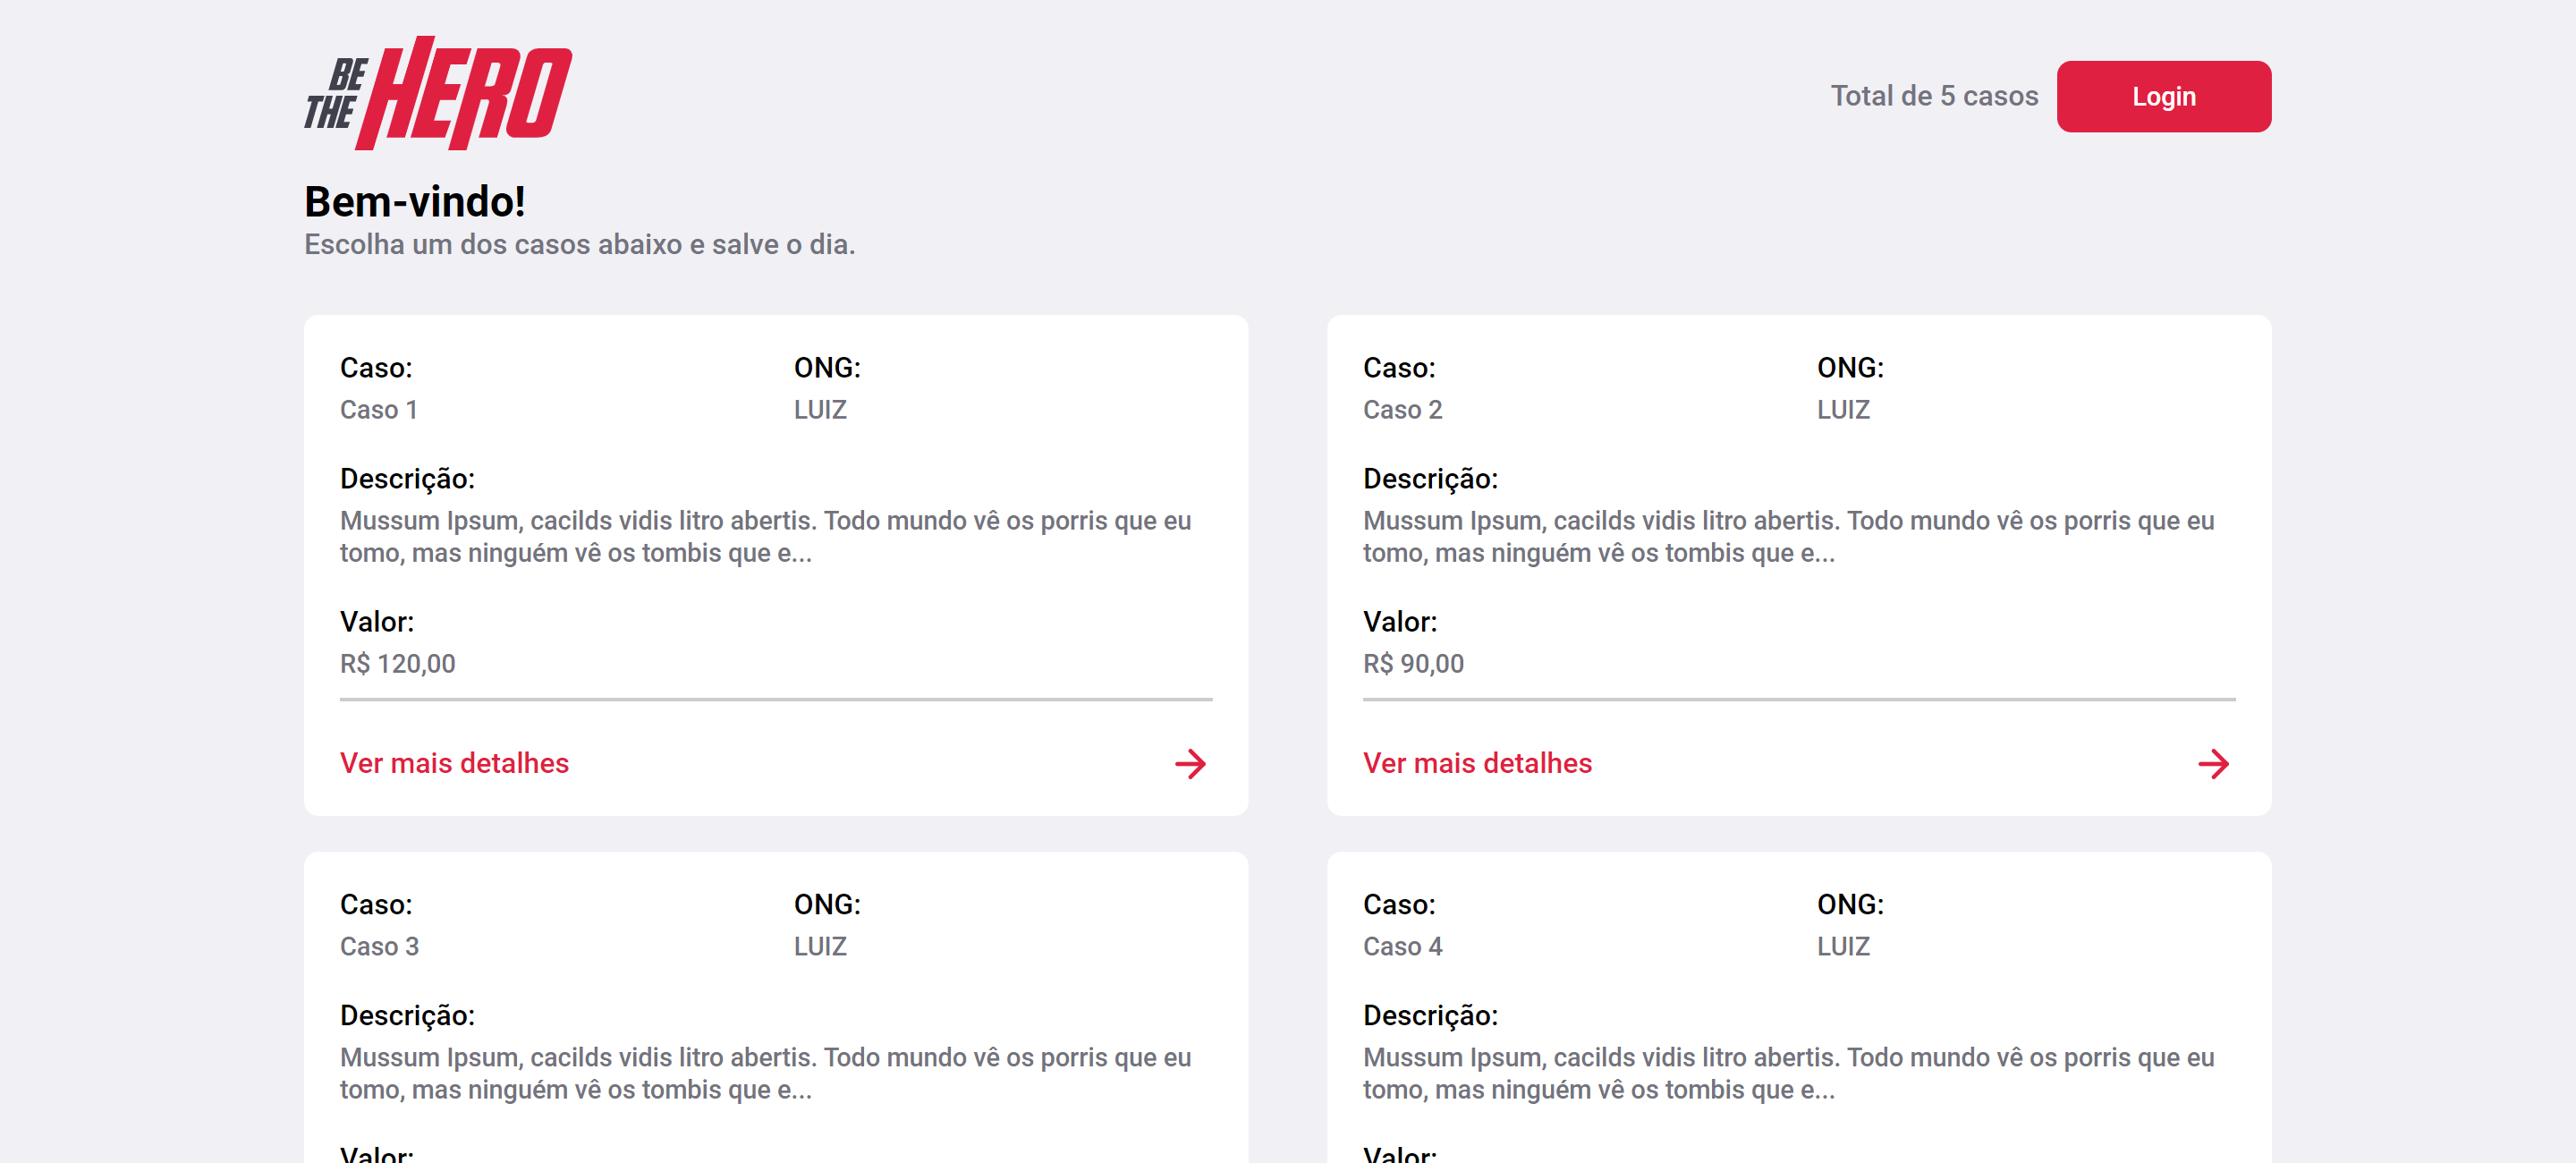 BE
THE
HERO
Total de 5 casos
Login
Bem-vindo!
Escolha um dos casos abaixo e salve o dia.
Caso:
ONG:
Caso 1
LUIZ
Descrição:
Mussum Ipsum, cacilds vidis litro abertis. Todo mundo vê os porris que eu
tomo, mas ninguém vê os tombis que e...
Valor:
R$ 120,00
Ver mais detalhes
Caso:
ONG:
Caso 2
LUIZ
Descrição:
Mussum Ipsum, cacilds vidis litro abertis. Todo mundo vê os porris que eu
tomo, mas ninguém vê os tombis que e...
Valor:
R$ 90,00
Ver mais detalhes
Caso:
ONG:
Caso 3
LUIZ
Descrição:
Mussum Ipsum, cacilds vidis litro abertis. Todo mundo vê os porris que eu
tomo, mas ninguém vê os tombis que e...
Valor:
Caso:
ONG:
Caso 4
LUIZ
Descrição:
Mussum Ipsum, cacilds vidis litro abertis. Todo mundo vê os porris que eu
tomo, mas ninguém vê os tombis que e...
Valor: